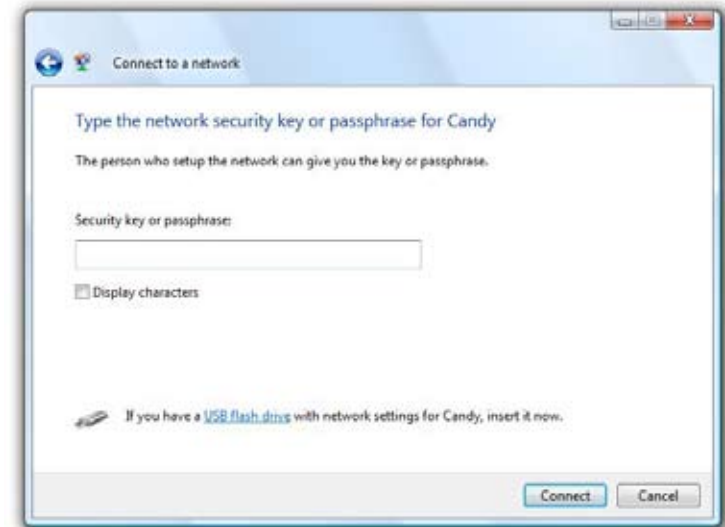 Connect to a network
Type the network security key or passphrase for Candy
The person who setup the network can give you the key or passphrase.
Security key or passphrase:
Display characters
If you have a USB flash drive with network settings for Candy, insert it now.
Connect Cancel